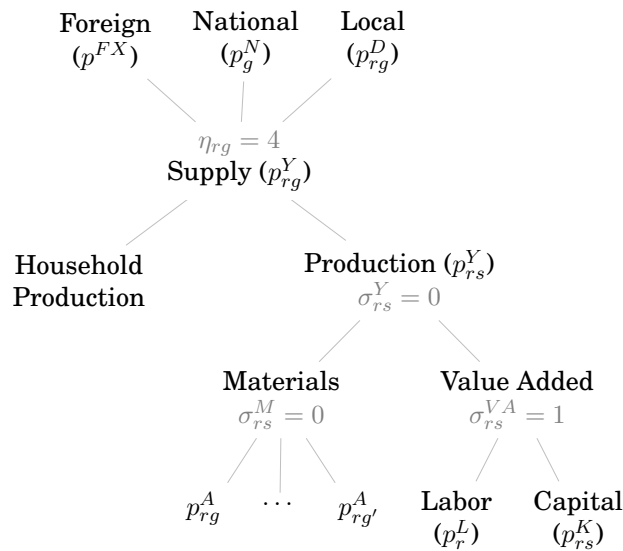 Foreign National Local
(p^{FX}) (p_g^N) (p_{rg}^D)
η_{rg} = 4
Supply (p_{rg}^Y)
Household Production (p_{rs}^Y)
Production σ_{rs}^Y = 0
Materials Value Added
σ_{rs}^M = 0 σ_{rs}^{VA} = 1
p_{rg}^A ⋯ p_{rg'}^A Labor Capital
(p_r^L) (p_{rs}^K)